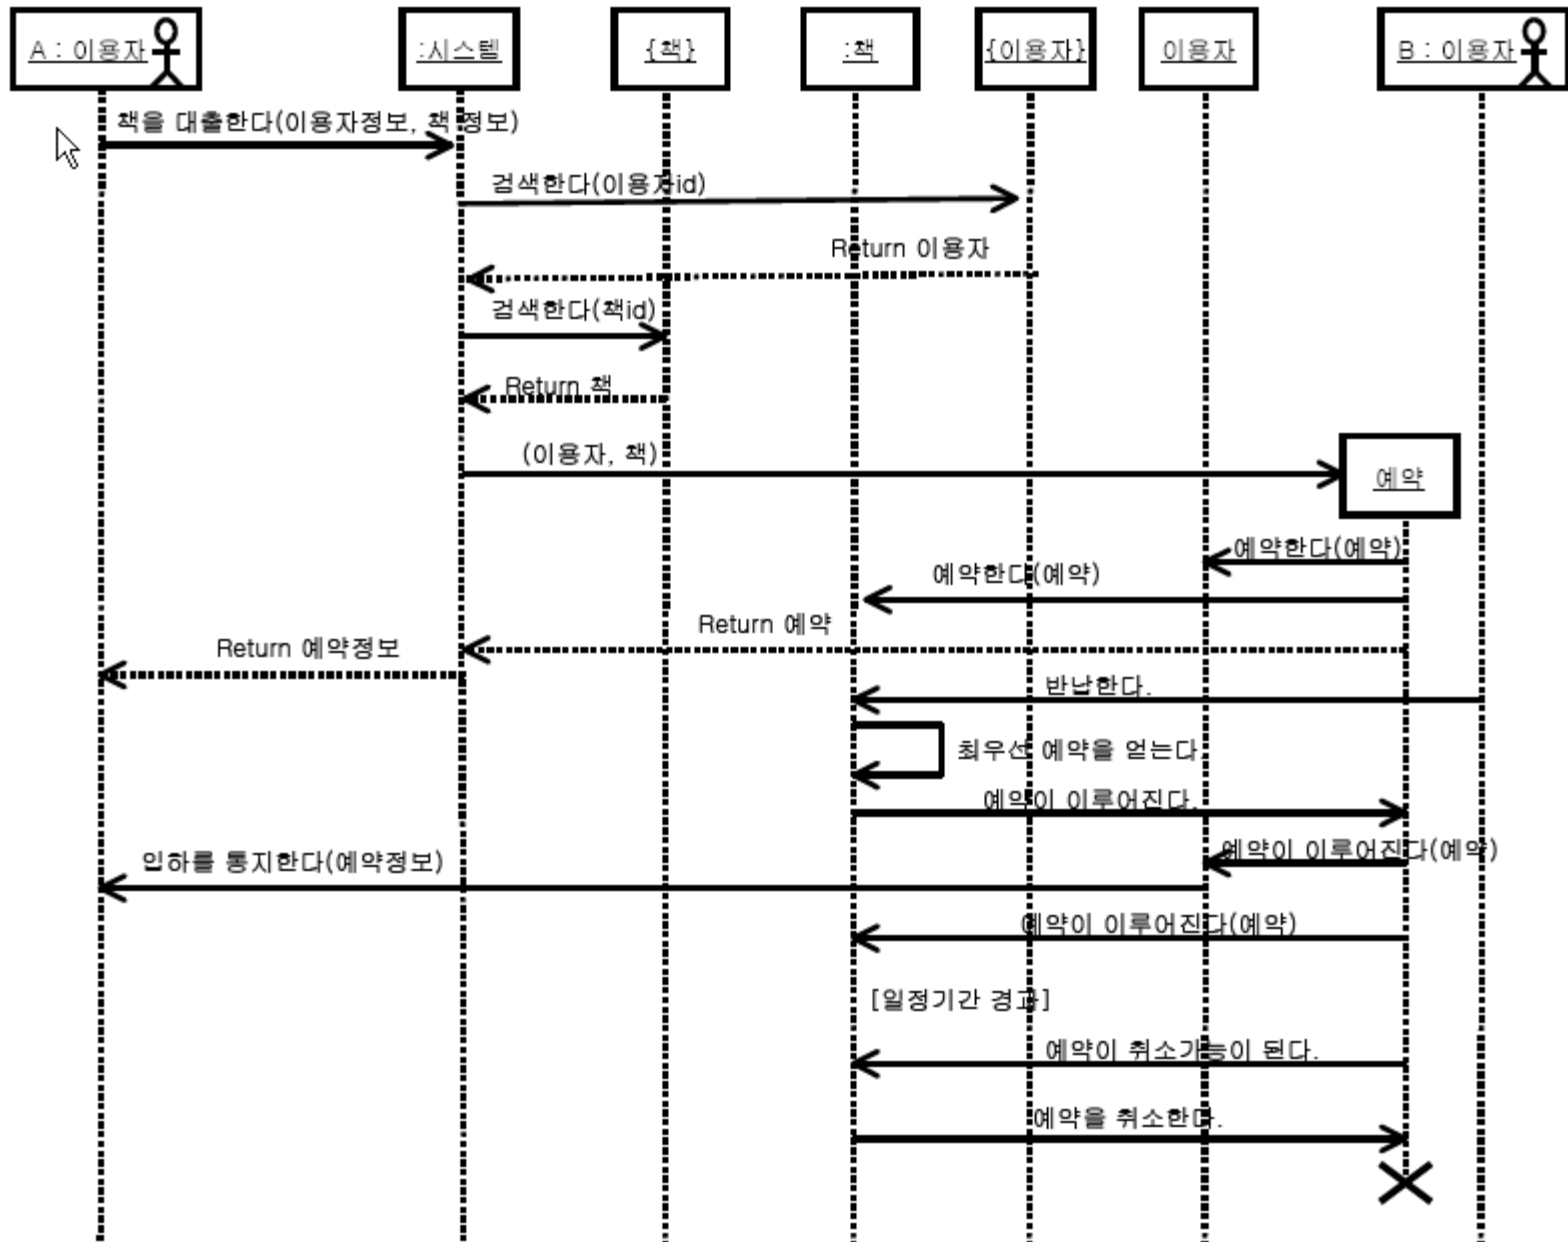 A : 이용자
:시스템
{책}
:책
{이용자}
이용자
B : 이용자
책을 대출한다(이용자정보, 책 정보)
검색한다(이용자id)
Return 이용자
검색한다(책id)
Return 책
(이용자, 책)
예약
예약한다(예약)
예약한다(예약)
Return 예약
Return 예약정보
반납한다.
최우선 예약을 얻는다.
예약이 이루어진다.
예약이 이루어진다(예약)
입하를 통지한다(예약정보)
예약이 이루어진다(예약)
[일정기간 경과]
예약이 취소가능이 된다.
예약을 취소한다.